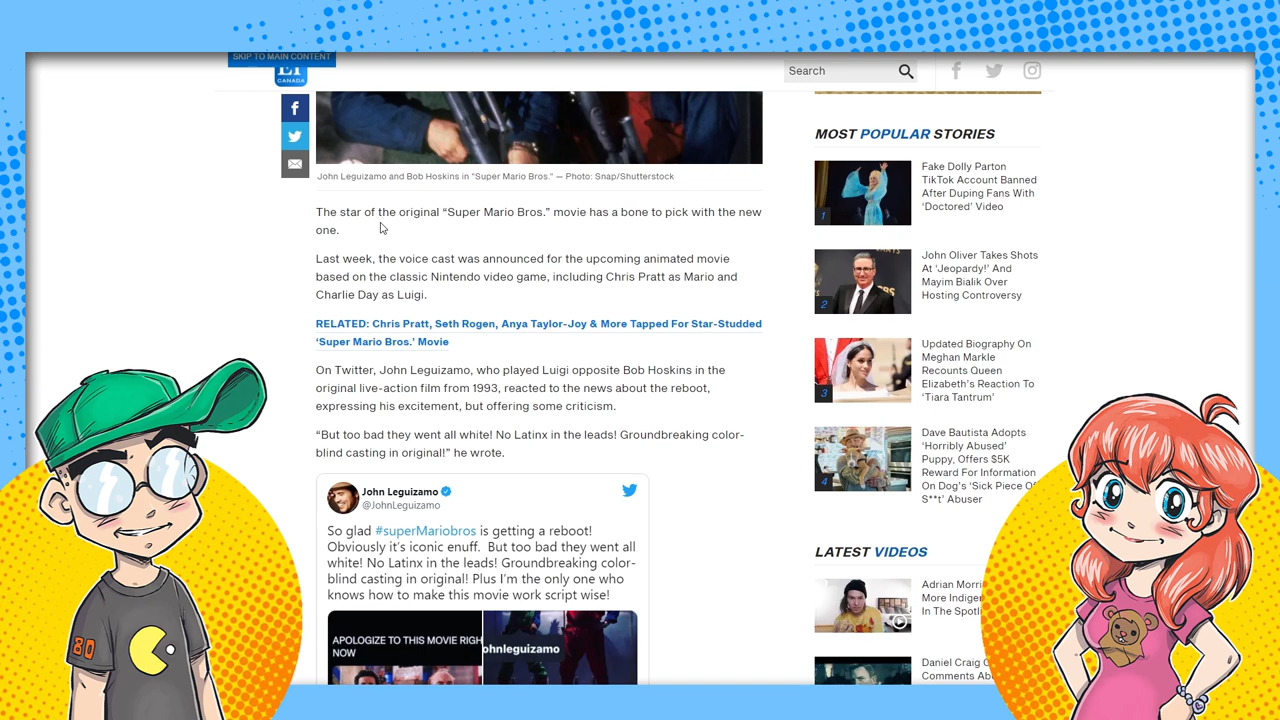 SKIP TO MAIN CONTENT
ET
CANADA
Search
John Leguizamo and Bob Hoskins in "Super Mario Bros." — Photo: Snap/Shutterstock
The star of the original “Super Mario Bros.” movie has a bone to pick with the new
one.
Last week, the voice cast was announced for the upcoming animated movie
based on the classic Nintendo video game, including Chris Pratt as Mario and
Charlie Day as Luigi.
RELATED: Chris Pratt, Seth Rogen, Anya Taylor-Joy & More Tapped For Star-Studded
‘Super Mario Bros.’ Movie
On Twitter, John Leguizamo, who played Luigi opposite Bob Hoskins in the
original live-action film from 1993, reacted to the news about the reboot,
expressing his excitement, but offering some criticism.
“But too bad they went all white! No Latinx in the leads! Groundbreaking color-
blind casting in original!” he wrote.
John Leguizamo
@JohnLeguizamo
So glad #superMariobros is getting a reboot!
Obviously it's iconic enuff. But too bad they went all
white! No Latinx in the leads! Groundbreaking color-
blind casting in original! Plus I'm the only one who
knows how to make this movie work script wise!
APOLOGIZE TO THIS MOVIE RIGH
NOW
ohnleguizamo
MOST POPULAR STORIES
1
Fake Dolly Parton
TikTok Account Banned
After Duping Fans With
‘Doctored’ Video
2
John Oliver Takes Shots
At ‘Jeopardy!’ And
Mayim Bialik Over
Hosting Controversy
3
Updated Biography On
Meghan Markle
Recounts Queen
Elizabeth’s Reaction To
‘Tiara Tantrum’
4
Dave Bautista Adopts
‘Horribly Abused’
Puppy, Offers $5K
Reward For Information
On Dog’s ‘Sick Piece Of
S**t’ Abuser
LATEST VIDEOS
Adrian Morri
More Indige
In The Spotli
Daniel Craig
Comments Ab
80